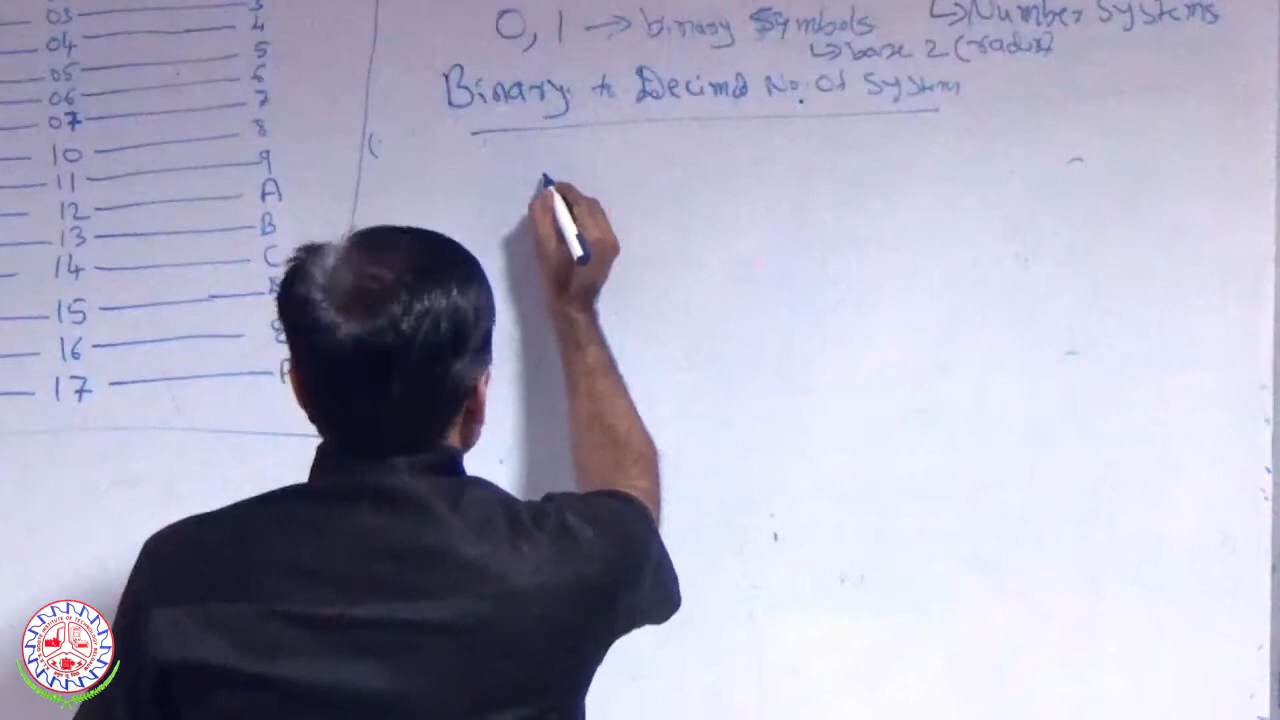 03 — 3
04 — 4
05 — 5
06 — 6
07 — 7
10 — 8
11 — 9
12 — A
13 — B
14 — C
15
16
17
0, 1 → binary Symbols
↳ Number Systems
↳ base 2 (radix)
Binary to Decimal No. Of System